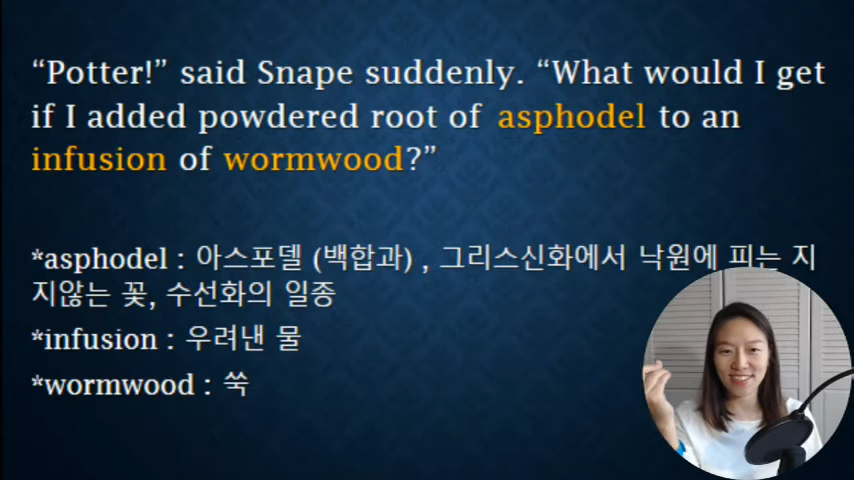 “Potter!” said Snape suddenly. “What would I get
if I added powdered root of asphodel to an
infusion of wormwood?”
*asphodel : 아스포델 (백합과) , 그리스신화에서 낙원에 피는 지
지않는 꽃, 수선화의 일종
*infusion : 우려낸 물
*wormwood : 쑥